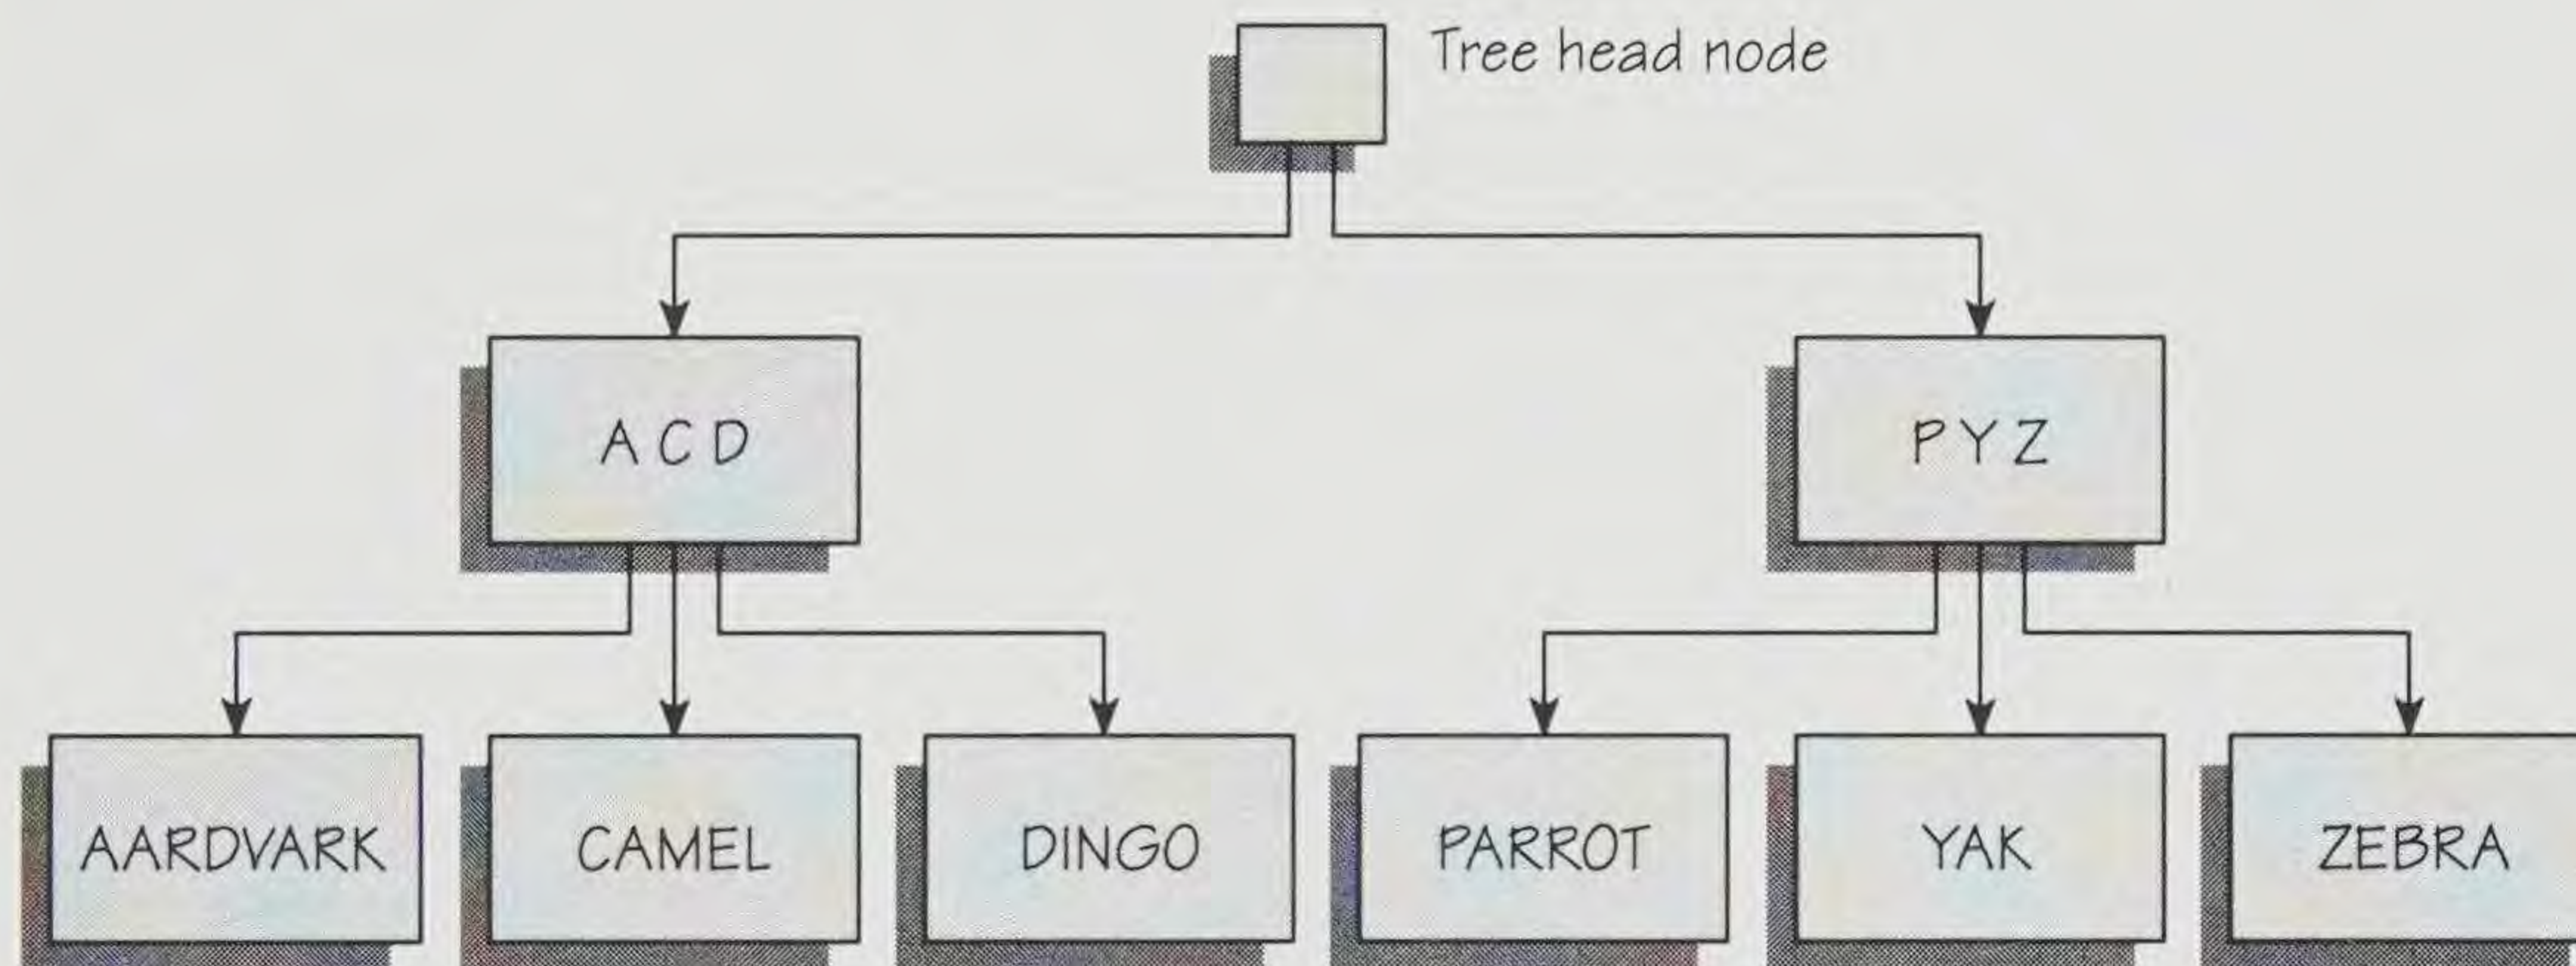 Tree head node
A C D
P Y Z
AARDVARK
CAMEL
DINGO
PARROT
YAK
ZEBRA